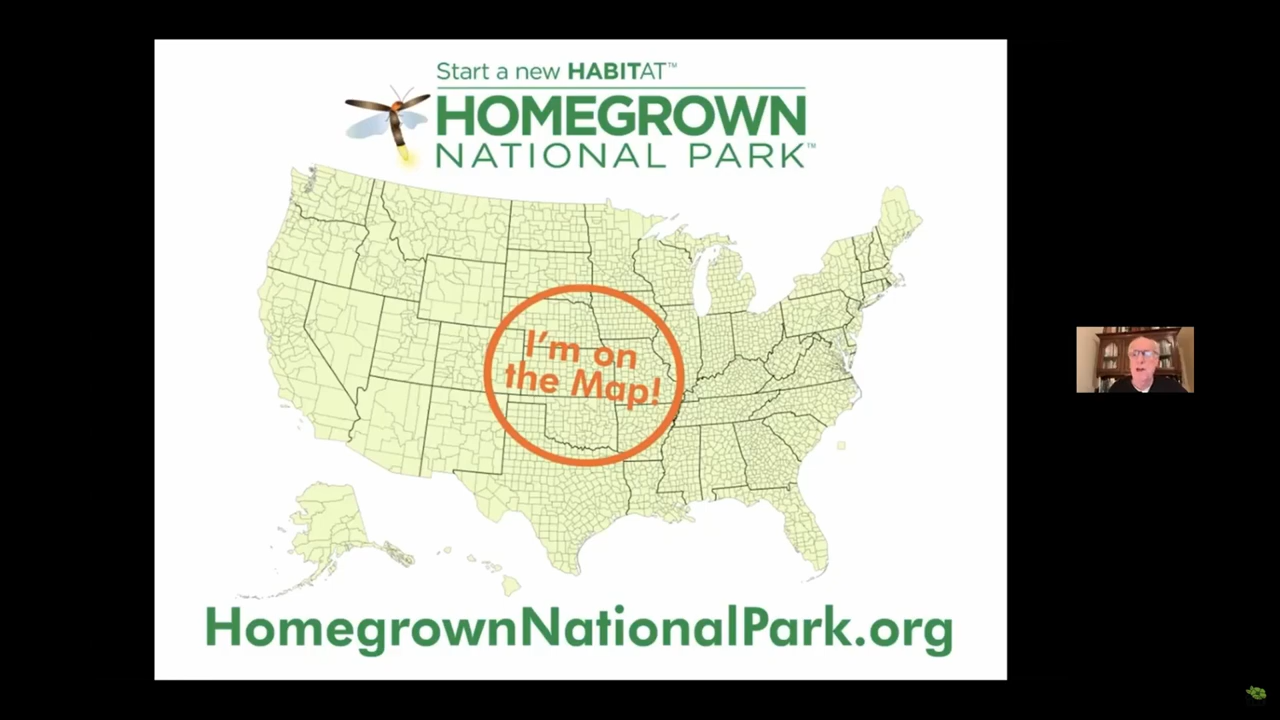 Start a new HABITAT™
HOMEGROWN
NATIONAL PARK™
I'm on
the Map!
HomegrownNationalPark.org